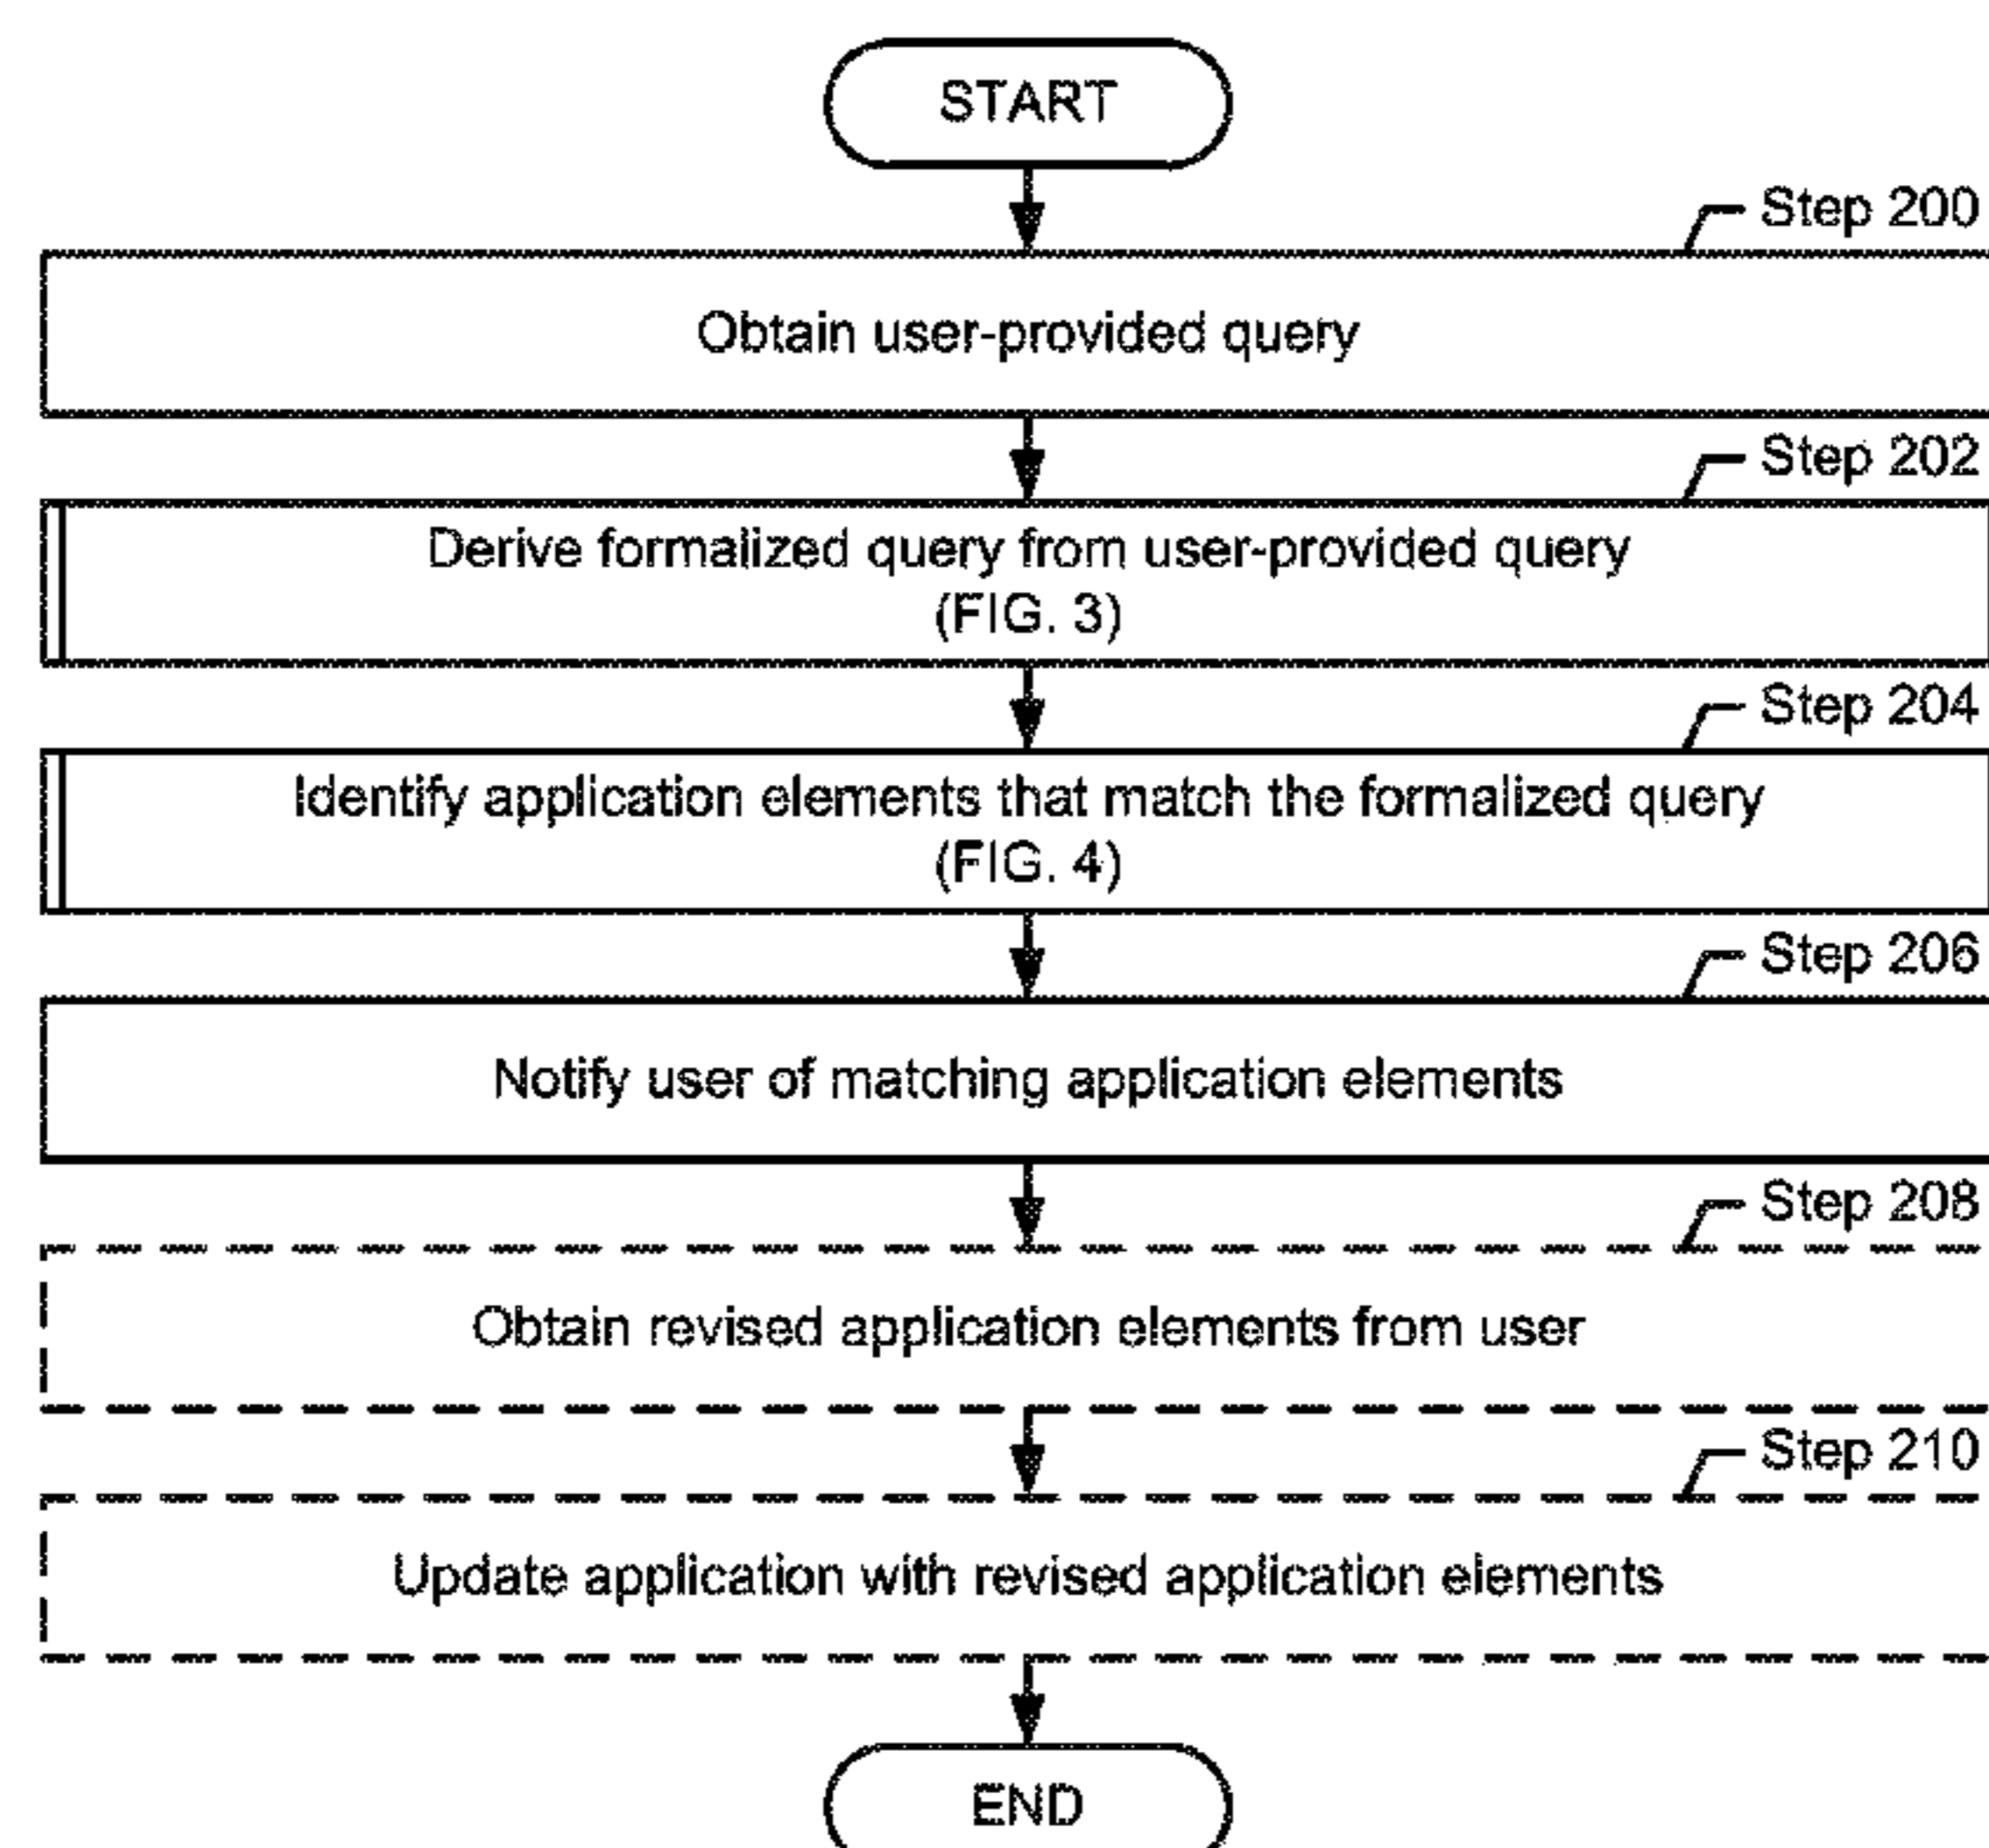 START
Step 200
Obtain user-provided query
Step 202
Derive formalized query from user-provided query
(FIG. 3)
Step 204
Identify application elements that match the formalized query
(FIG. 4)
Step 206
Notify user of matching application elements
Step 208
Obtain revised application elements from user
Step 210
Update application with revised application elements
END